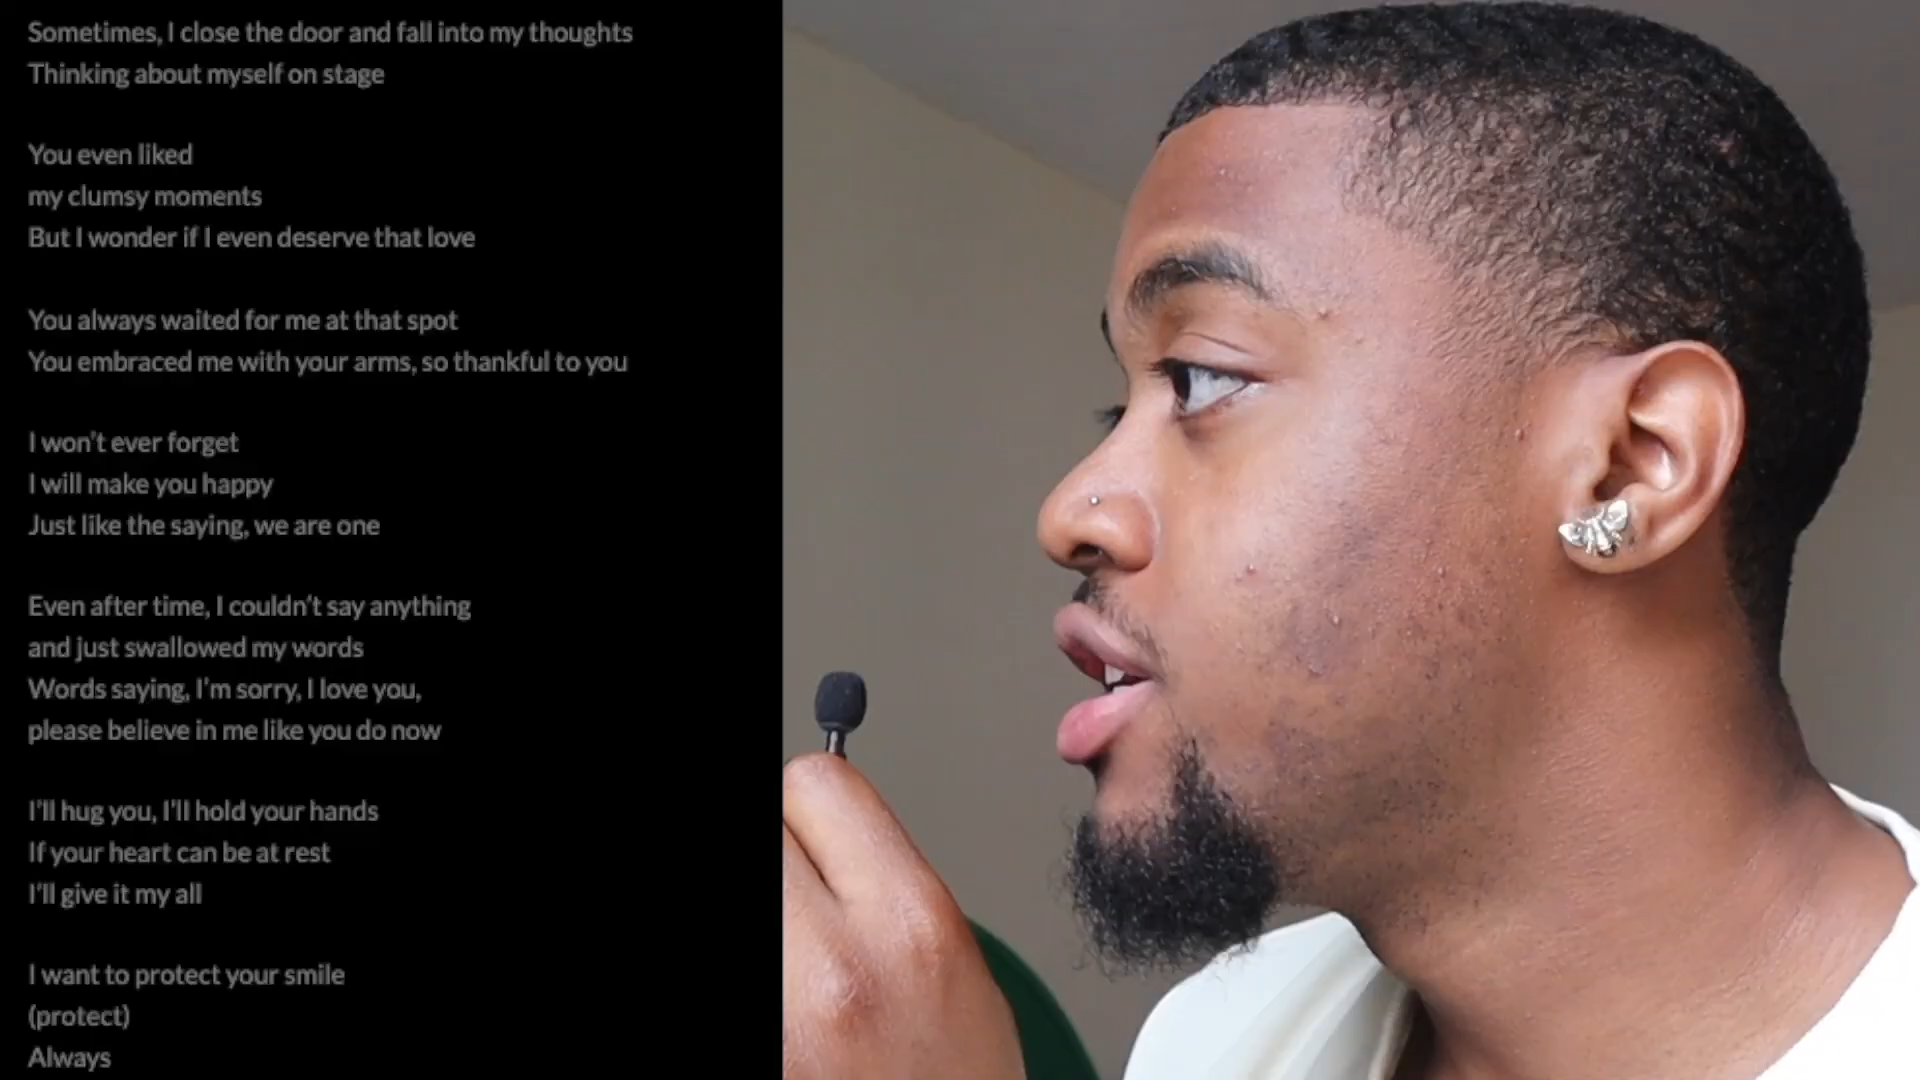 Sometimes, I close the door and fall into my thoughts
Thinking about myself on stage
You even liked
my clumsy moments
But I wonder if I even deserve that love
You always waited for me at that spot
You embraced me with your arms, so thankful to you
I won't ever forget
I will make you happy
Just like the saying, we are one
Even after time, I couldn't say anything
and just swallowed my words
Words saying, I'm sorry, I love you,
please believe in me like you do now
I'll hug you, I'll hold your hands
If your heart can be at rest
I'll give it my all
I want to protect your smile
(protect)
Always